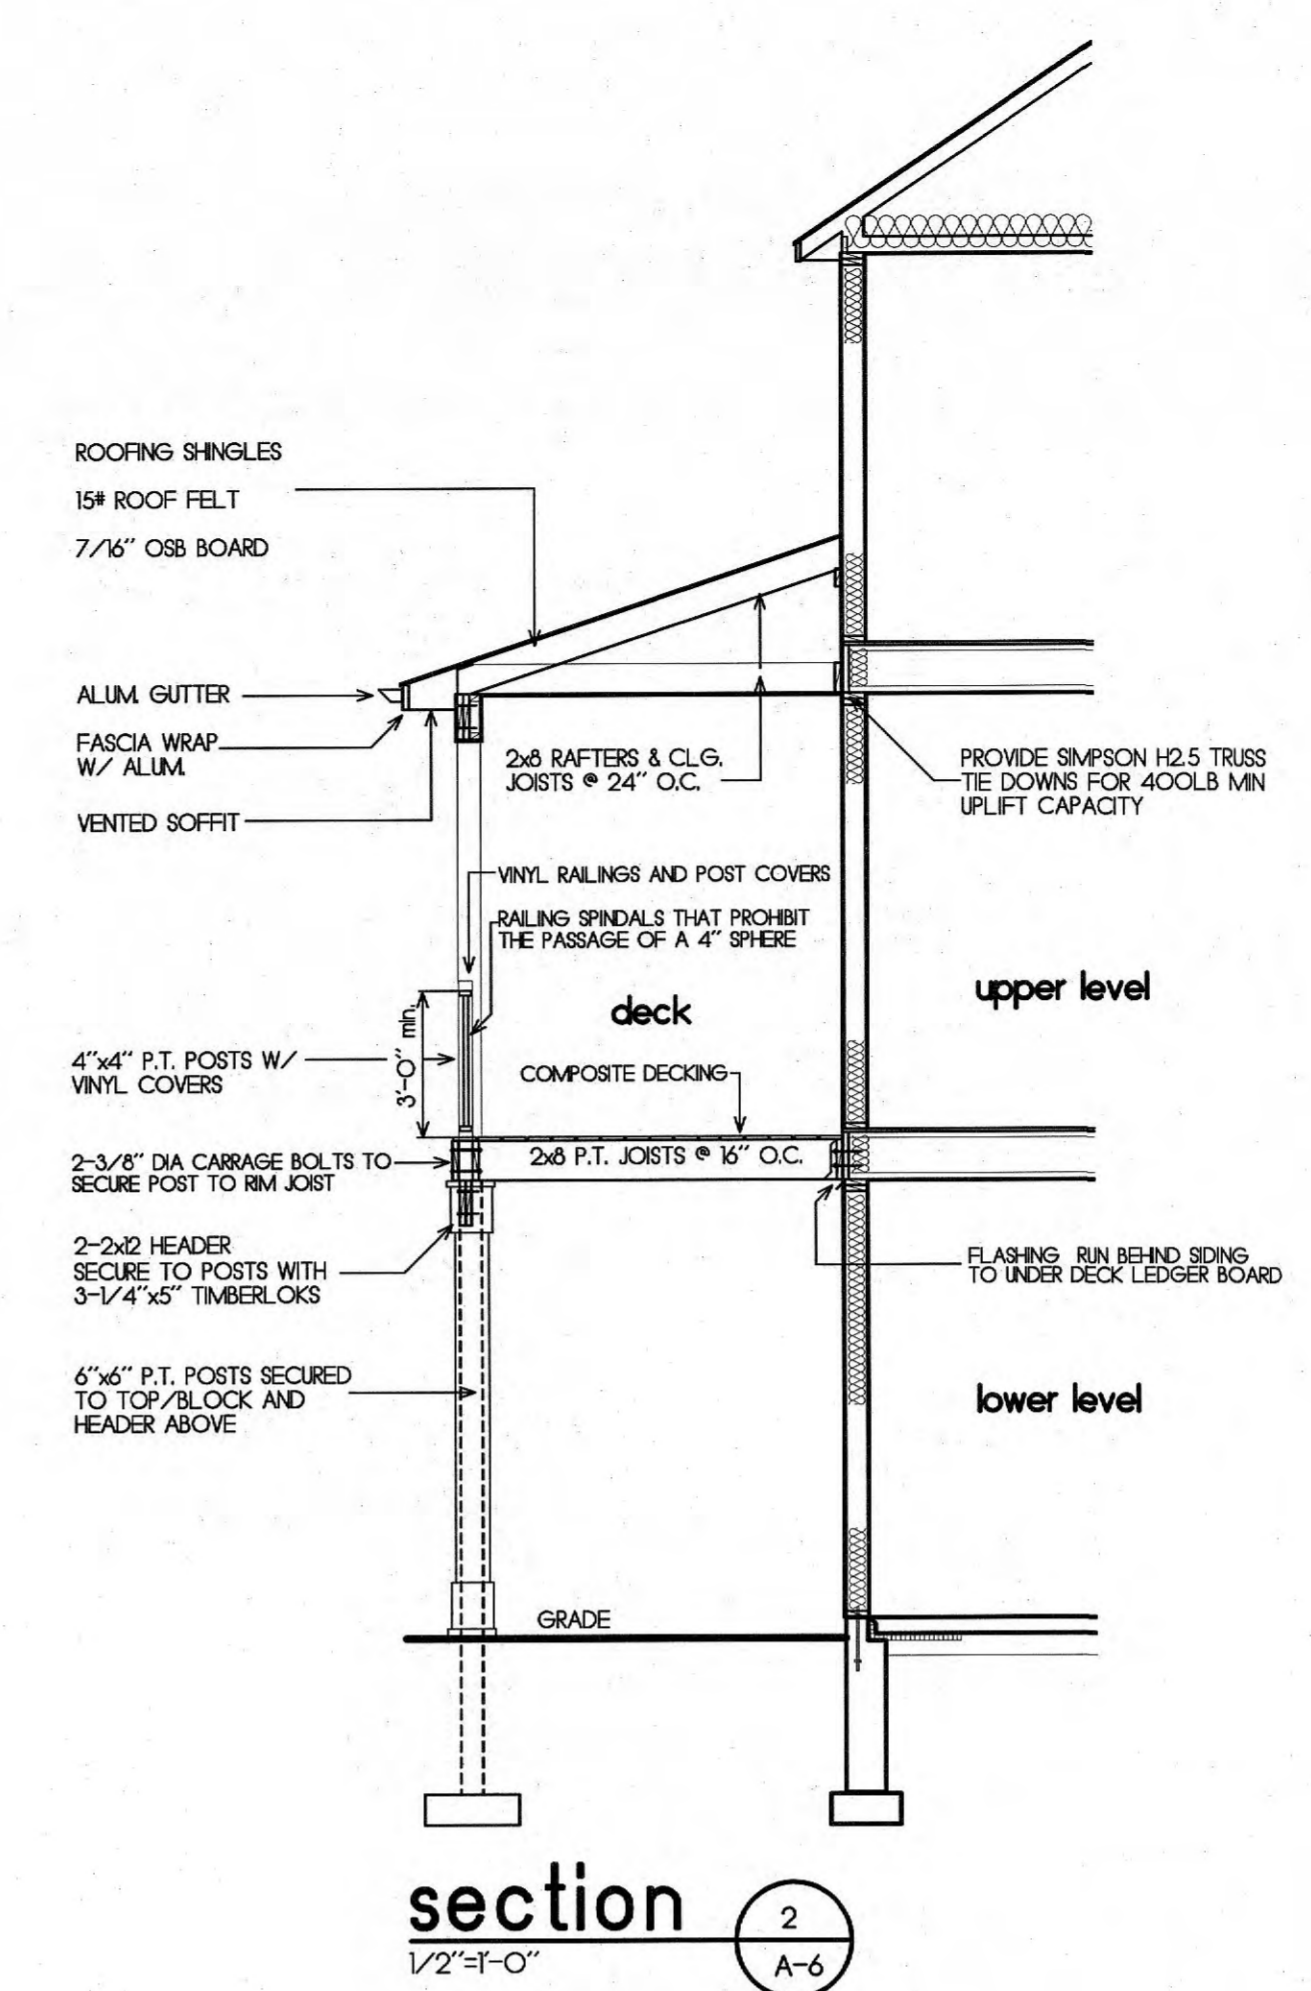 ROOFING SHINGLES
15# ROOF FELT
7/16" OSB BOARD
ALUM. GUTTER
FASCIA WRAP
W/ ALUM.
VENTED SOFFIT
2x8 RAFTERS & CLG.
JOISTS @ 24" O.C.
PROVIDE SIMPSON H2.5 TRUSS
TIE DOWNS FOR 400LB MIN
UPLIFT CAPACITY
VINYL RAILINGS AND POST COVERS
RAILING SPINDALS THAT PROHIBIT
THE PASSAGE OF A 4" SPHERE
upper level
deck
3'-0" min.
4"x4" P.T. POSTS W/
VINYL COVERS
COMPOSITE DECKING
2-3/8" DIA CARRAGE BOLTS TO
SECURE POST TO RIM JOIST
2x8 P.T. JOISTS @ 16" O.C.
2-2x12 HEADER
SECURE TO POSTS WITH
3-1/4"x5" TIMBERLOKS
FLASHING RUN BEHIND SIDING
TO UNDER DECK LEDGER BOARD
6"x6" P.T. POSTS SECURED
TO TOP/BLOCK AND
HEADER ABOVE
lower level
GRADE
section
1/2"=1'-0"
2
A-6